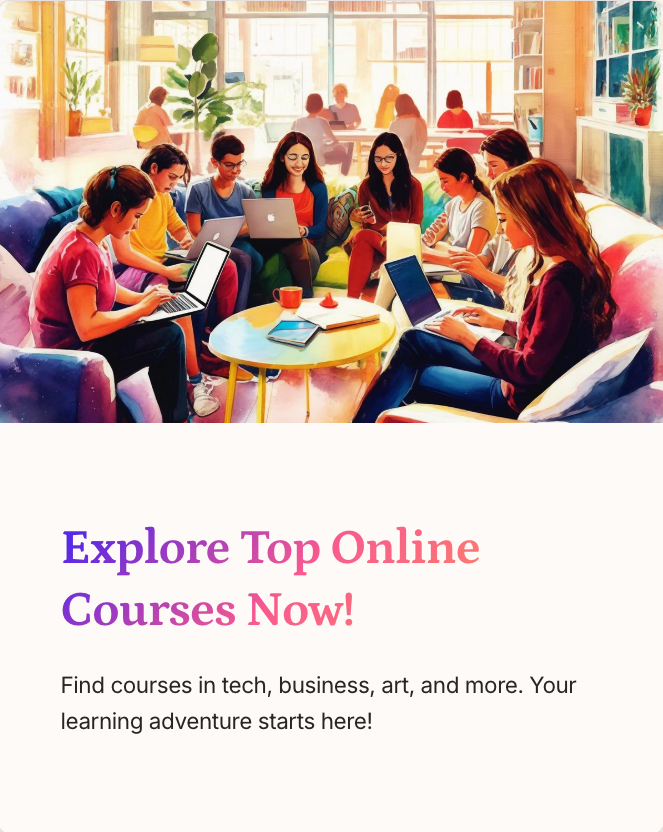 Explore Top Online
Courses Now!
Find courses in tech, business, art, and more. Your
learning adventure starts here!